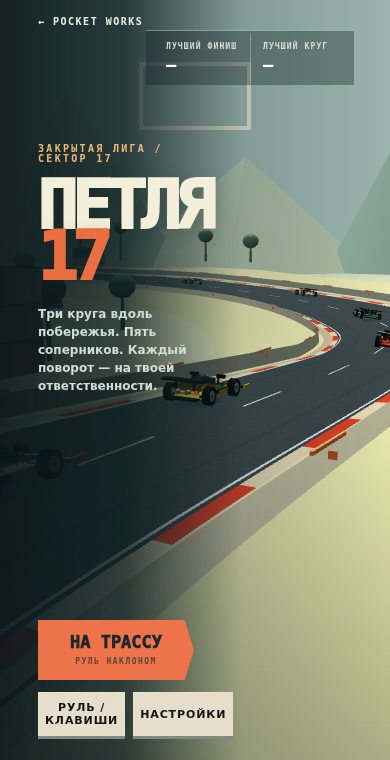 ← POCKET WORKS
ЛУЧШИЙ ФИНИШ
ЛУЧШИЙ КРУГ
—
—
ЗАКРЫТАЯ ЛИГА /
СЕКТОР 17
ПЕТЛЯ
17
Три круга вдоль
побережья. Пять
соперников. Каждый
поворот — на твоей
ответственности.
НА ТРАССУ
РУЛЬ НАКЛОНОМ
РУЛЬ /
КЛАВИШИ
НАСТРОЙКИ